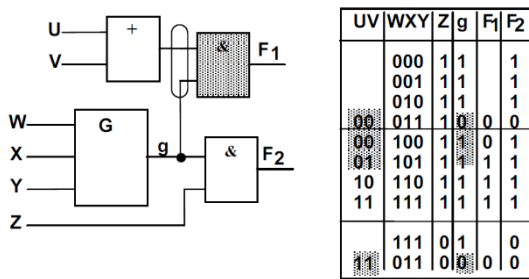 U
V
+
&
F1
W
X
Y
Z
G
g
&
F2
UV WXY Z g F1 F2
000 1 1 1
001 1 1 1
010 1 1 1
00 011 1 0 0 0
00 100 1 1 0 1
01 101 1 1 1 1
10 110 1 1 1 1
11 111 1 1 1 1
111 0 1 0
11 011 0 0 0 0